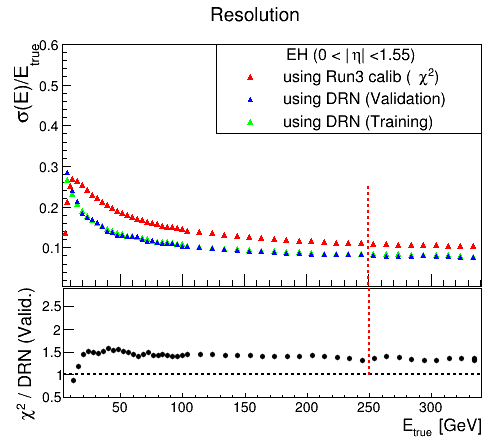 Resolution
σ(E)/E_true
0.6
0.5
0.4
0.3
0.2
0.1
EH (0 < |η| <1.55)
using Run3 calib ( χ²)
using DRN (Validation)
using DRN (Training)
χ² / DRN (Valid.)
2.5
2
1.5
1
0.5
50 100 150 200 250 300
E_true [GeV]